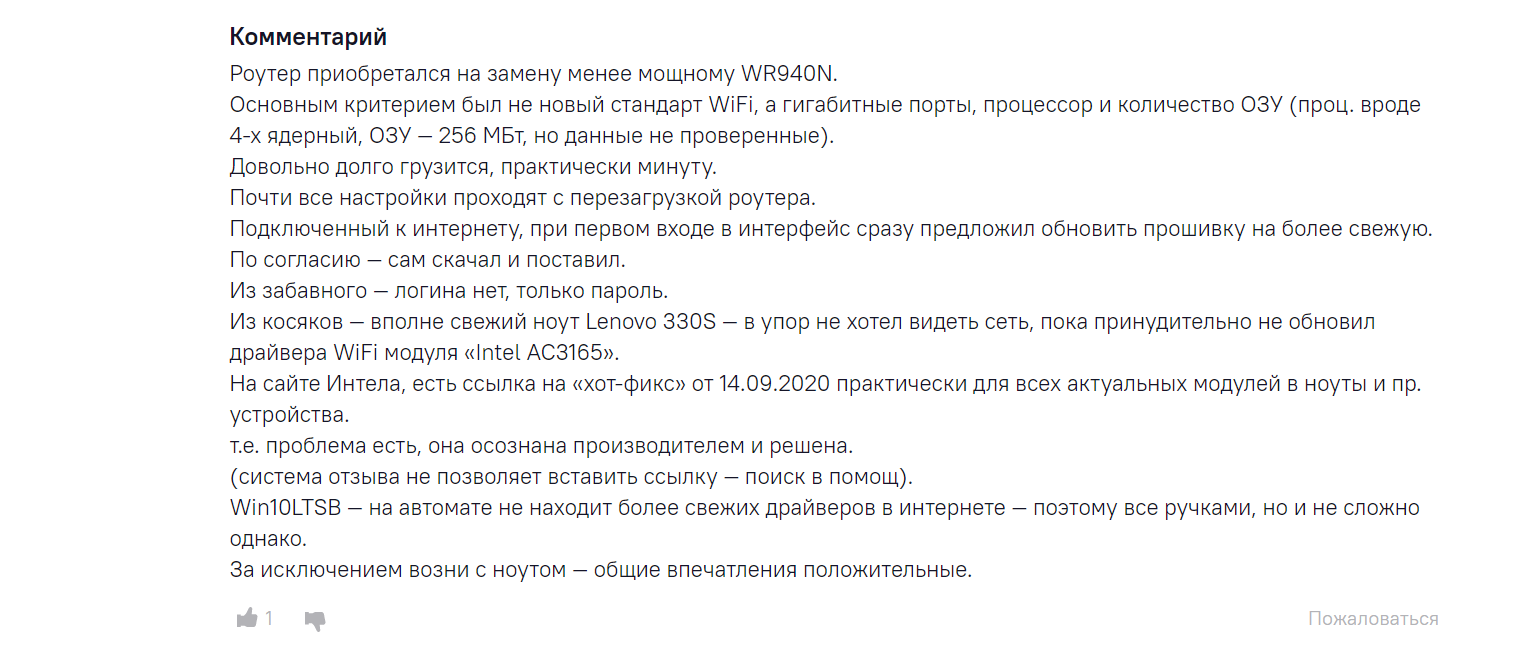 Комментарий
Роутер приобретался на замену менее мощному WR940N.
Основным критерием был не новый стандарт WiFi, а гигабитные порты, процессор и количество ОЗУ (проц. вроде
4-х ядерный, ОЗУ — 256 МБт, но данные не проверенные).
Довольно долго грузится, практически минуту.
Почти все настройки проходят с перезагрузкой роутера.
Подключенный к интернету, при первом входе в интерфейс сразу предложил обновить прошивку на более свежую.
По согласию — сам скачал и поставил.
Из забавного — логина нет, только пароль.
Из косяков — вполне свежий ноут Lenovo 330S — в упор не хотел видеть сеть, пока принудительно не обновил
драйвера WiFi модуля «Intel AC3165».
На сайте Интела, есть ссылка на «хот-фикс» от 14.09.2020 практически для всех актуальных модулей в ноуты и пр.
устройства.
т.е. проблема есть, она осознана производителем и решена.
(система отзыва не позволяет вставить ссылку — поиск в помощ).
Win10LTSB — на автомате не находит более свежих драйверов в интернете — поэтому все ручками, но и не сложно
однако.
За исключением возни с ноутом — общие впечатления положительные.
1 Пожаловаться